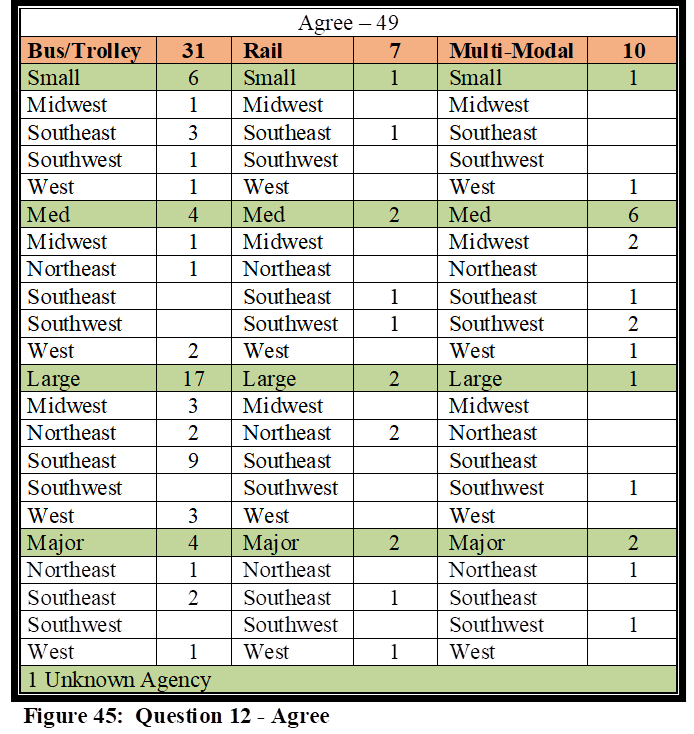 Agree – 49
Bus/Trolley 31 Rail 7 Multi-Modal 10
Small 6 Small 1 Small 1
Midwest 1 Midwest Midwest
Southeast 3 Southeast 1 Southeast
Southwest 1 Southwest Southwest
West 1 West West 1
Med 4 Med 2 Med 6
Midwest 1 Midwest Midwest 2
Northeast 1 Northeast Northeast
Southeast Southeast 1 Southeast 1
Southwest Southwest 1 Southwest 2
West 2 West West 1
Large 17 Large 2 Large 1
Midwest 3 Midwest Midwest
Northeast 2 Northeast 2 Northeast
Southeast 9 Southeast Southeast
Southwest Southwest Southwest 1
West 3 West West
Major 4 Major 2 Major 2
Northeast 1 Northeast Northeast 1
Southeast 2 Southeast 1 Southeast
Southwest Southwest Southwest 1
West 1 West 1 West
1 Unknown Agency
Figure 45: Question 12 - Agree